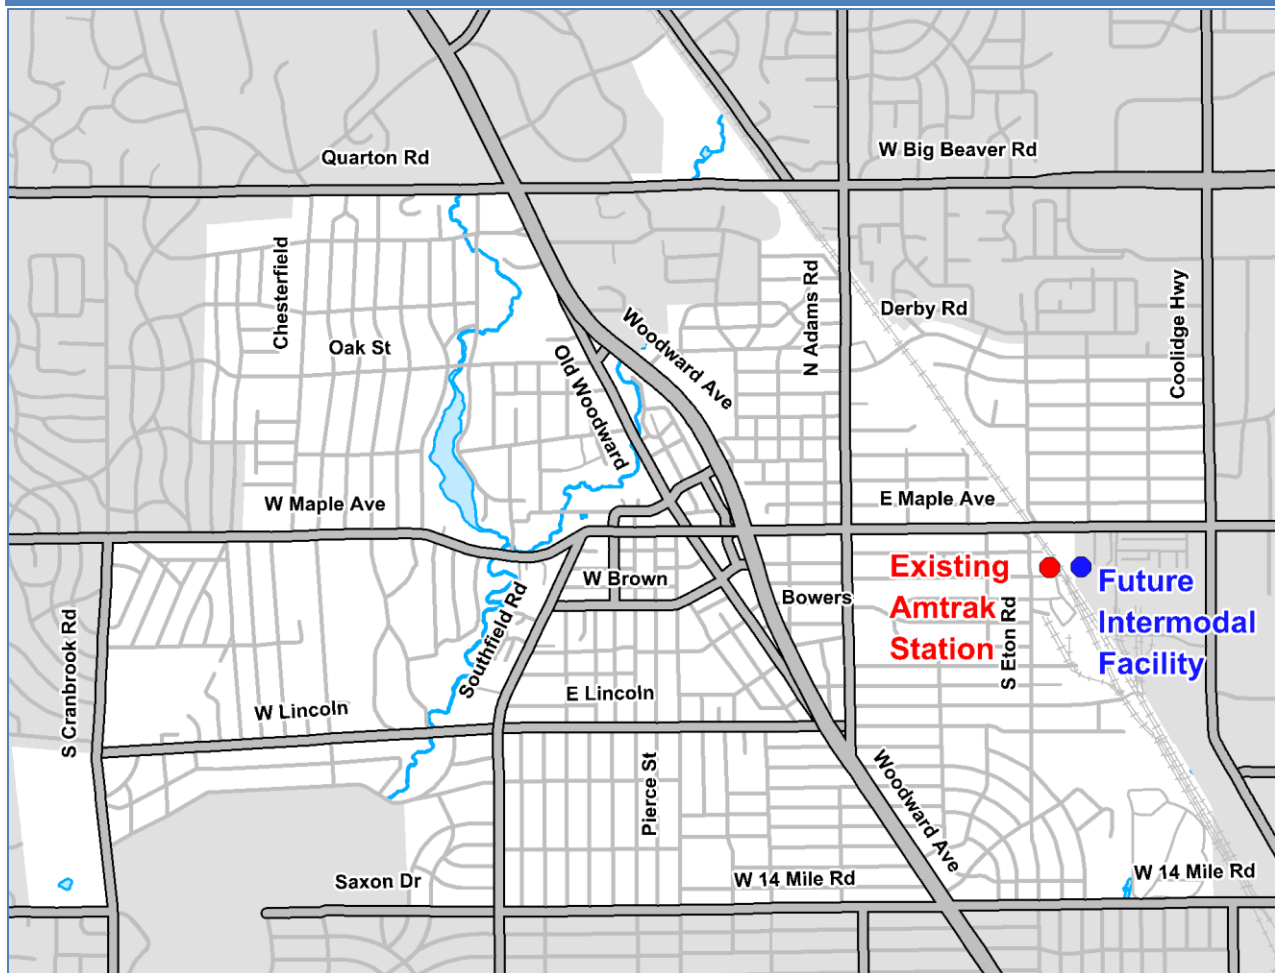 Quarton Rd
W Big Beaver Rd
Chesterfield
N Adams Rd
Derby Rd
Coolidge Hwy
Oak St
Woodward Ave
Old Woodward
W Maple Ave
E Maple Ave
Existing
Amtrak
Station
Future
Intermodal
Facility
W Brown
Bowers
S Eton Rd
Southfield Rd
S Cranbrook Rd
E Lincoln
W Lincoln
Pierce St
Woodward Ave
Saxon Dr
W 14 Mile Rd
W 14 Mile Rd